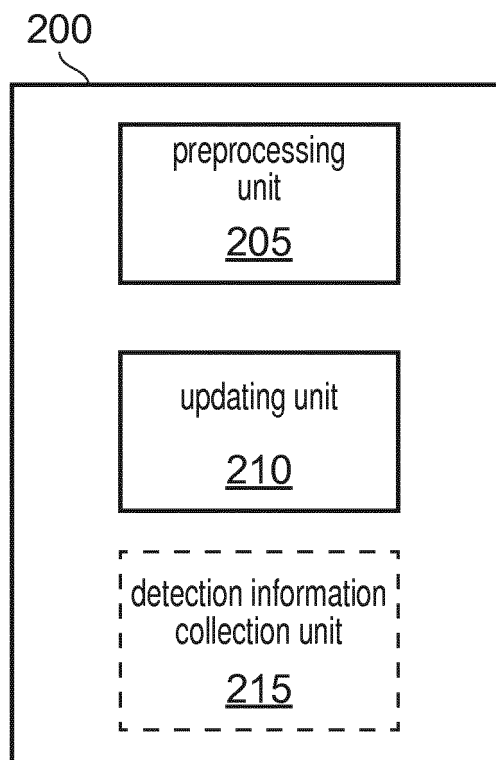 200
preprocessing
unit
205
updating unit
210
detection information
collection unit
215